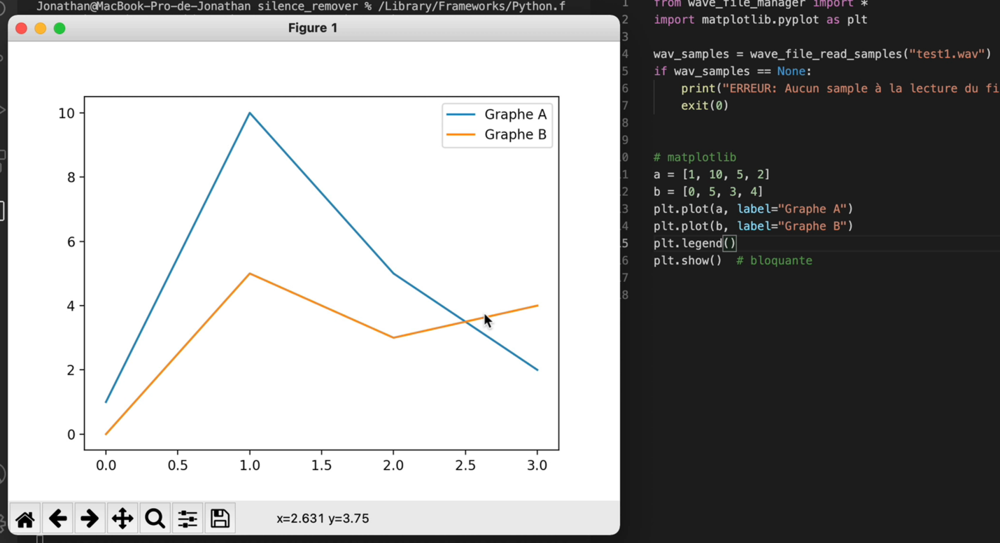 Jonathan@MacBook-Pro-de-Jonathan silence_remover % /Library/Frameworks/Python.f
Figure 1
10
8
6
4
2
0
Graphe A
Graphe B
0.0 0.5 1.0 1.5 2.0 2.5 3.0
x=2.631 y=3.75
1 from wave_file_manager import *
2 import matplotlib.pyplot as plt
3
4 wav_samples = wave_file_read_samples("test1.wav")
5 if wav_samples == None:
6 print("ERREUR: Aucun sample à la lecture du fi
7 exit(0)
8
9
0 # matplotlib
1 a = [1, 10, 5, 2]
2 b = [0, 5, 3, 4]
3 plt.plot(a, label="Graphe A")
4 plt.plot(b, label="Graphe B")
5 plt.legend()
6 plt.show() # bloquante
7
8